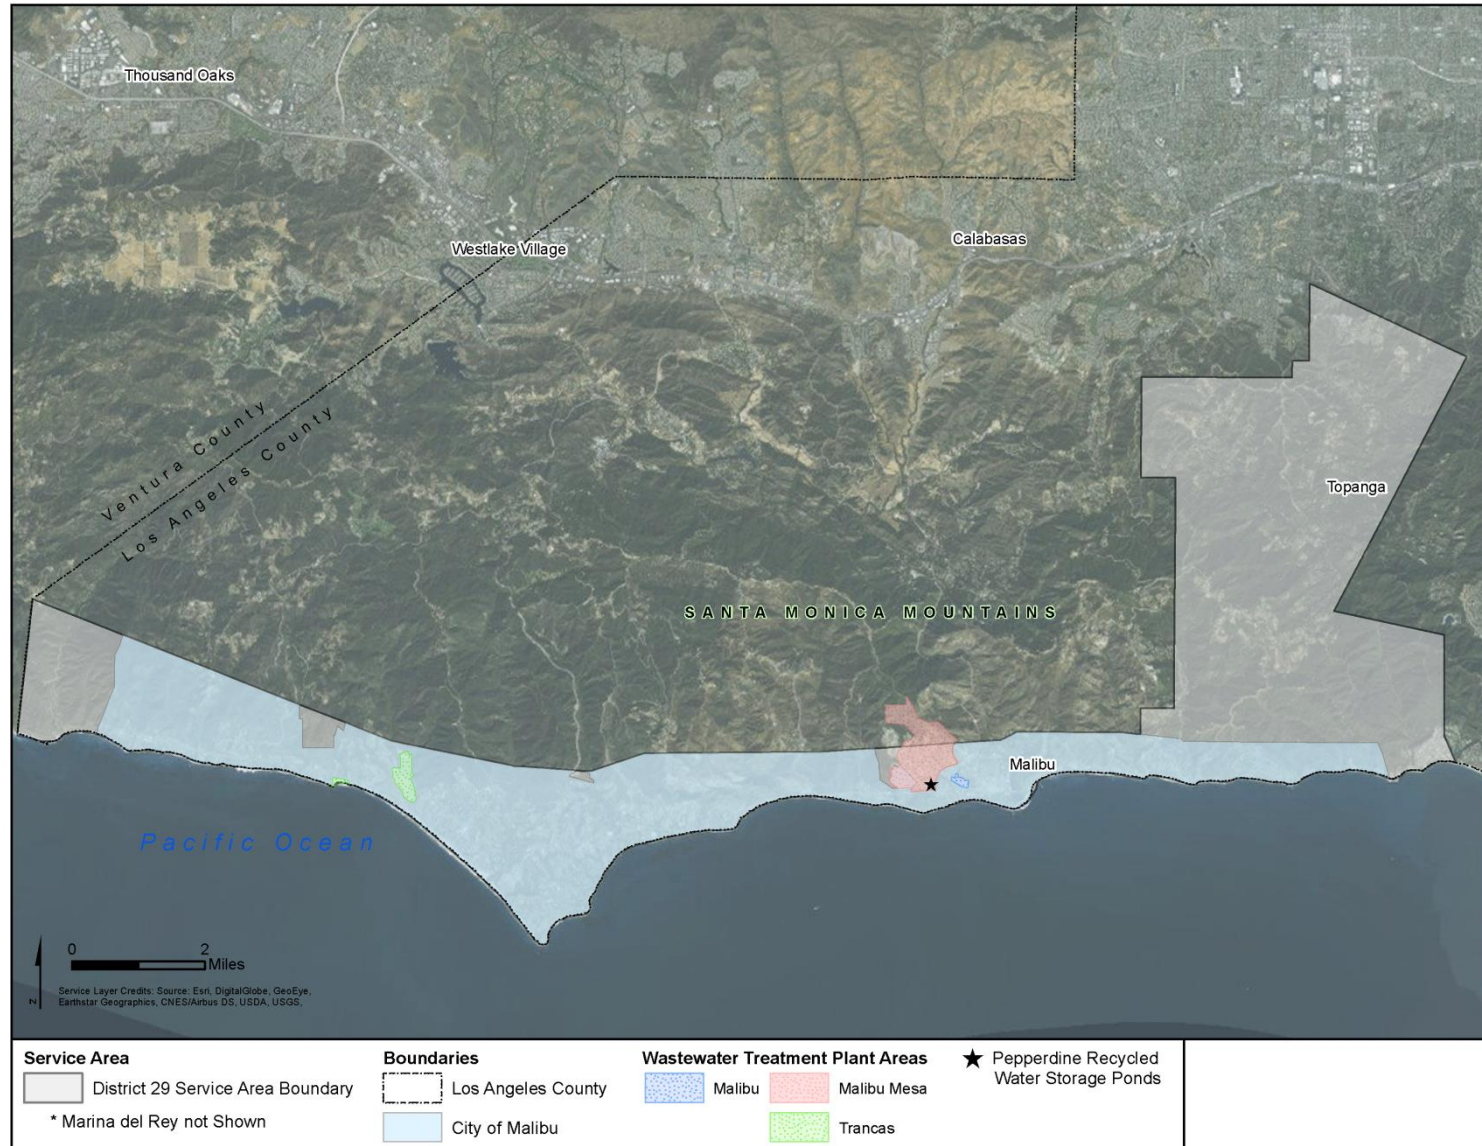 Thousand Oaks
Westlake Village
Calabasas
Ventura County
Los Angeles County
Topanga
SANTA MONICA MOUNTAINS
Malibu
Pacific Ocean
0 2
Miles
N
Service Layer Credits: Source: Esri, DigitalGlobe, GeoEye,
Earthstar Geographics, CNES/Airbus DS, USDA, USGS,
Service Area
District 29 Service Area Boundary
* Marina del Rey not Shown
Boundaries
Los Angeles County
City of Malibu
Wastewater Treatment Plant Areas
Malibu
Malibu Mesa
Trancas
Pepperdine Recycled
Water Storage Ponds